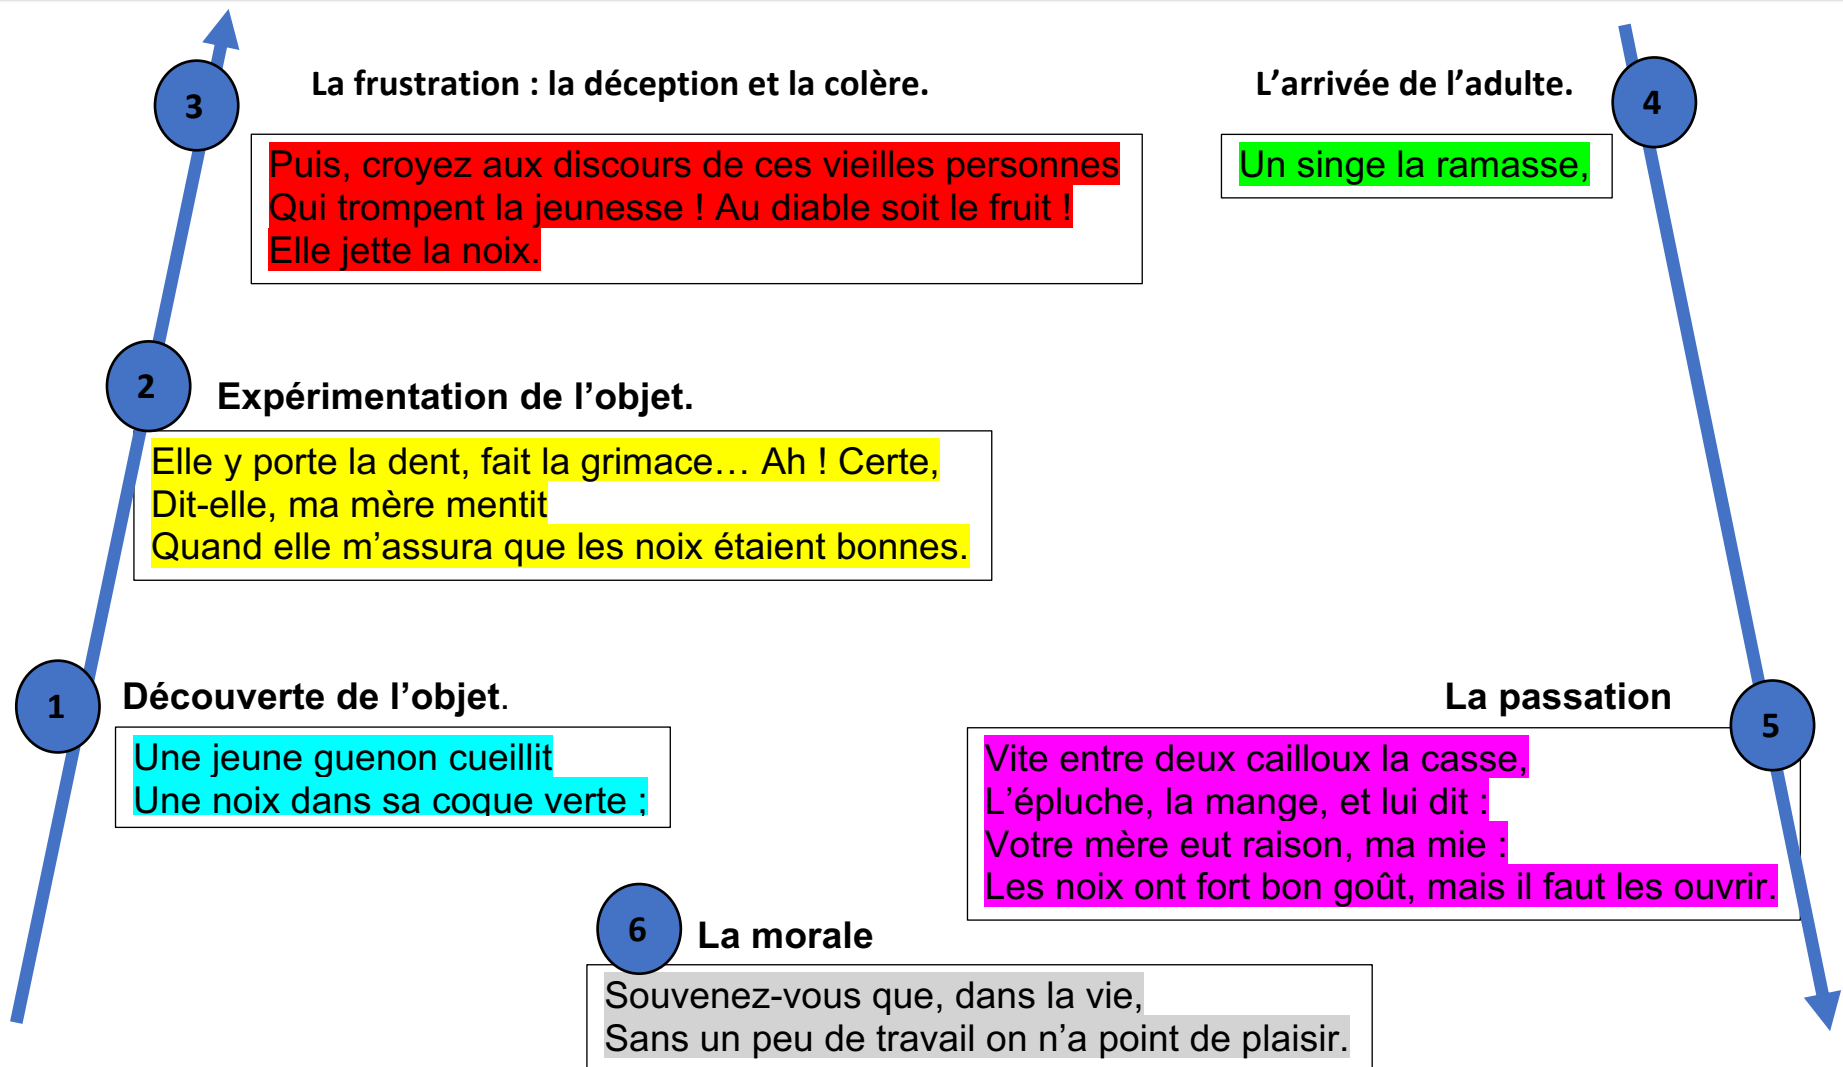 3
La frustration : la déception et la colère.
Puis, croyez aux discours de ces vieilles personnes
Qui trompent la jeunesse ! Au diable soit le fruit !
Elle jette la noix.
L’arrivée de l’adulte.
4
Un singe la ramasse,
2
Expérimentation de l’objet.
Elle y porte la dent, fait la grimace… Ah ! Certe,
Dit-elle, ma mère mentit
Quand elle m’assura que les noix étaient bonnes.
1
Découverte de l’objet.
Une jeune guenon cueillit
Une noix dans sa coque verte ;
La passation
5
Vite entre deux cailloux la casse,
L’épluche, la mange, et lui dit :
Votre mère eut raison, ma mie :
Les noix ont fort bon goût, mais il faut les ouvrir.
6
La morale
Souvenez-vous que, dans la vie,
Sans un peu de travail on n’a point de plaisir.